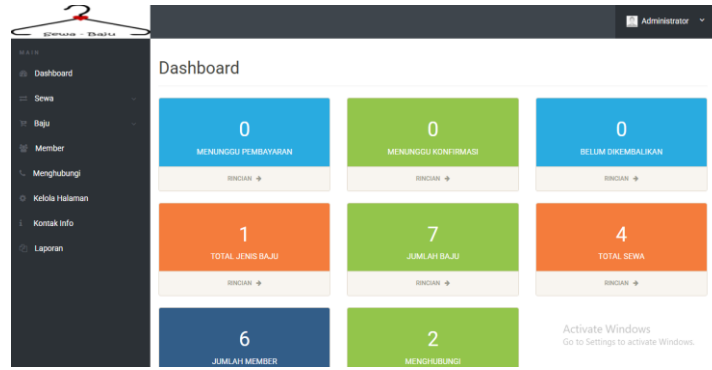 Sewa - Baju
Administrator
MAIN
Dashboard
Sewa
Baju
Member
Menghubungi
Kelola Halaman
Kontak Info
Laporan
Dashboard
0
MENUNGGU PEMBAYARAN
RINCIAN
0
MENUNGGU KONFIRMASI
RINCIAN
0
BELUM DIKEMBALIKAN
RINCIAN
1
TOTAL JENIS BAJU
RINCIAN
7
JUMLAH BAJU
RINCIAN
4
TOTAL SEWA
RINCIAN
6
JUMLAH MEMBER
2
MENGHUBUNGI
Activate Windows
Go to Settings to activate Windows.